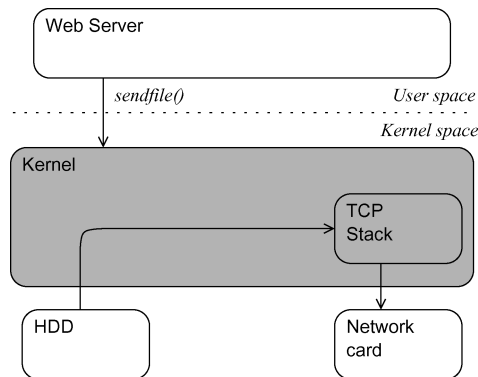 Web Server
sendfile()
User space
Kernel space
Kernel
TCP
Stack
HDD
Network
card